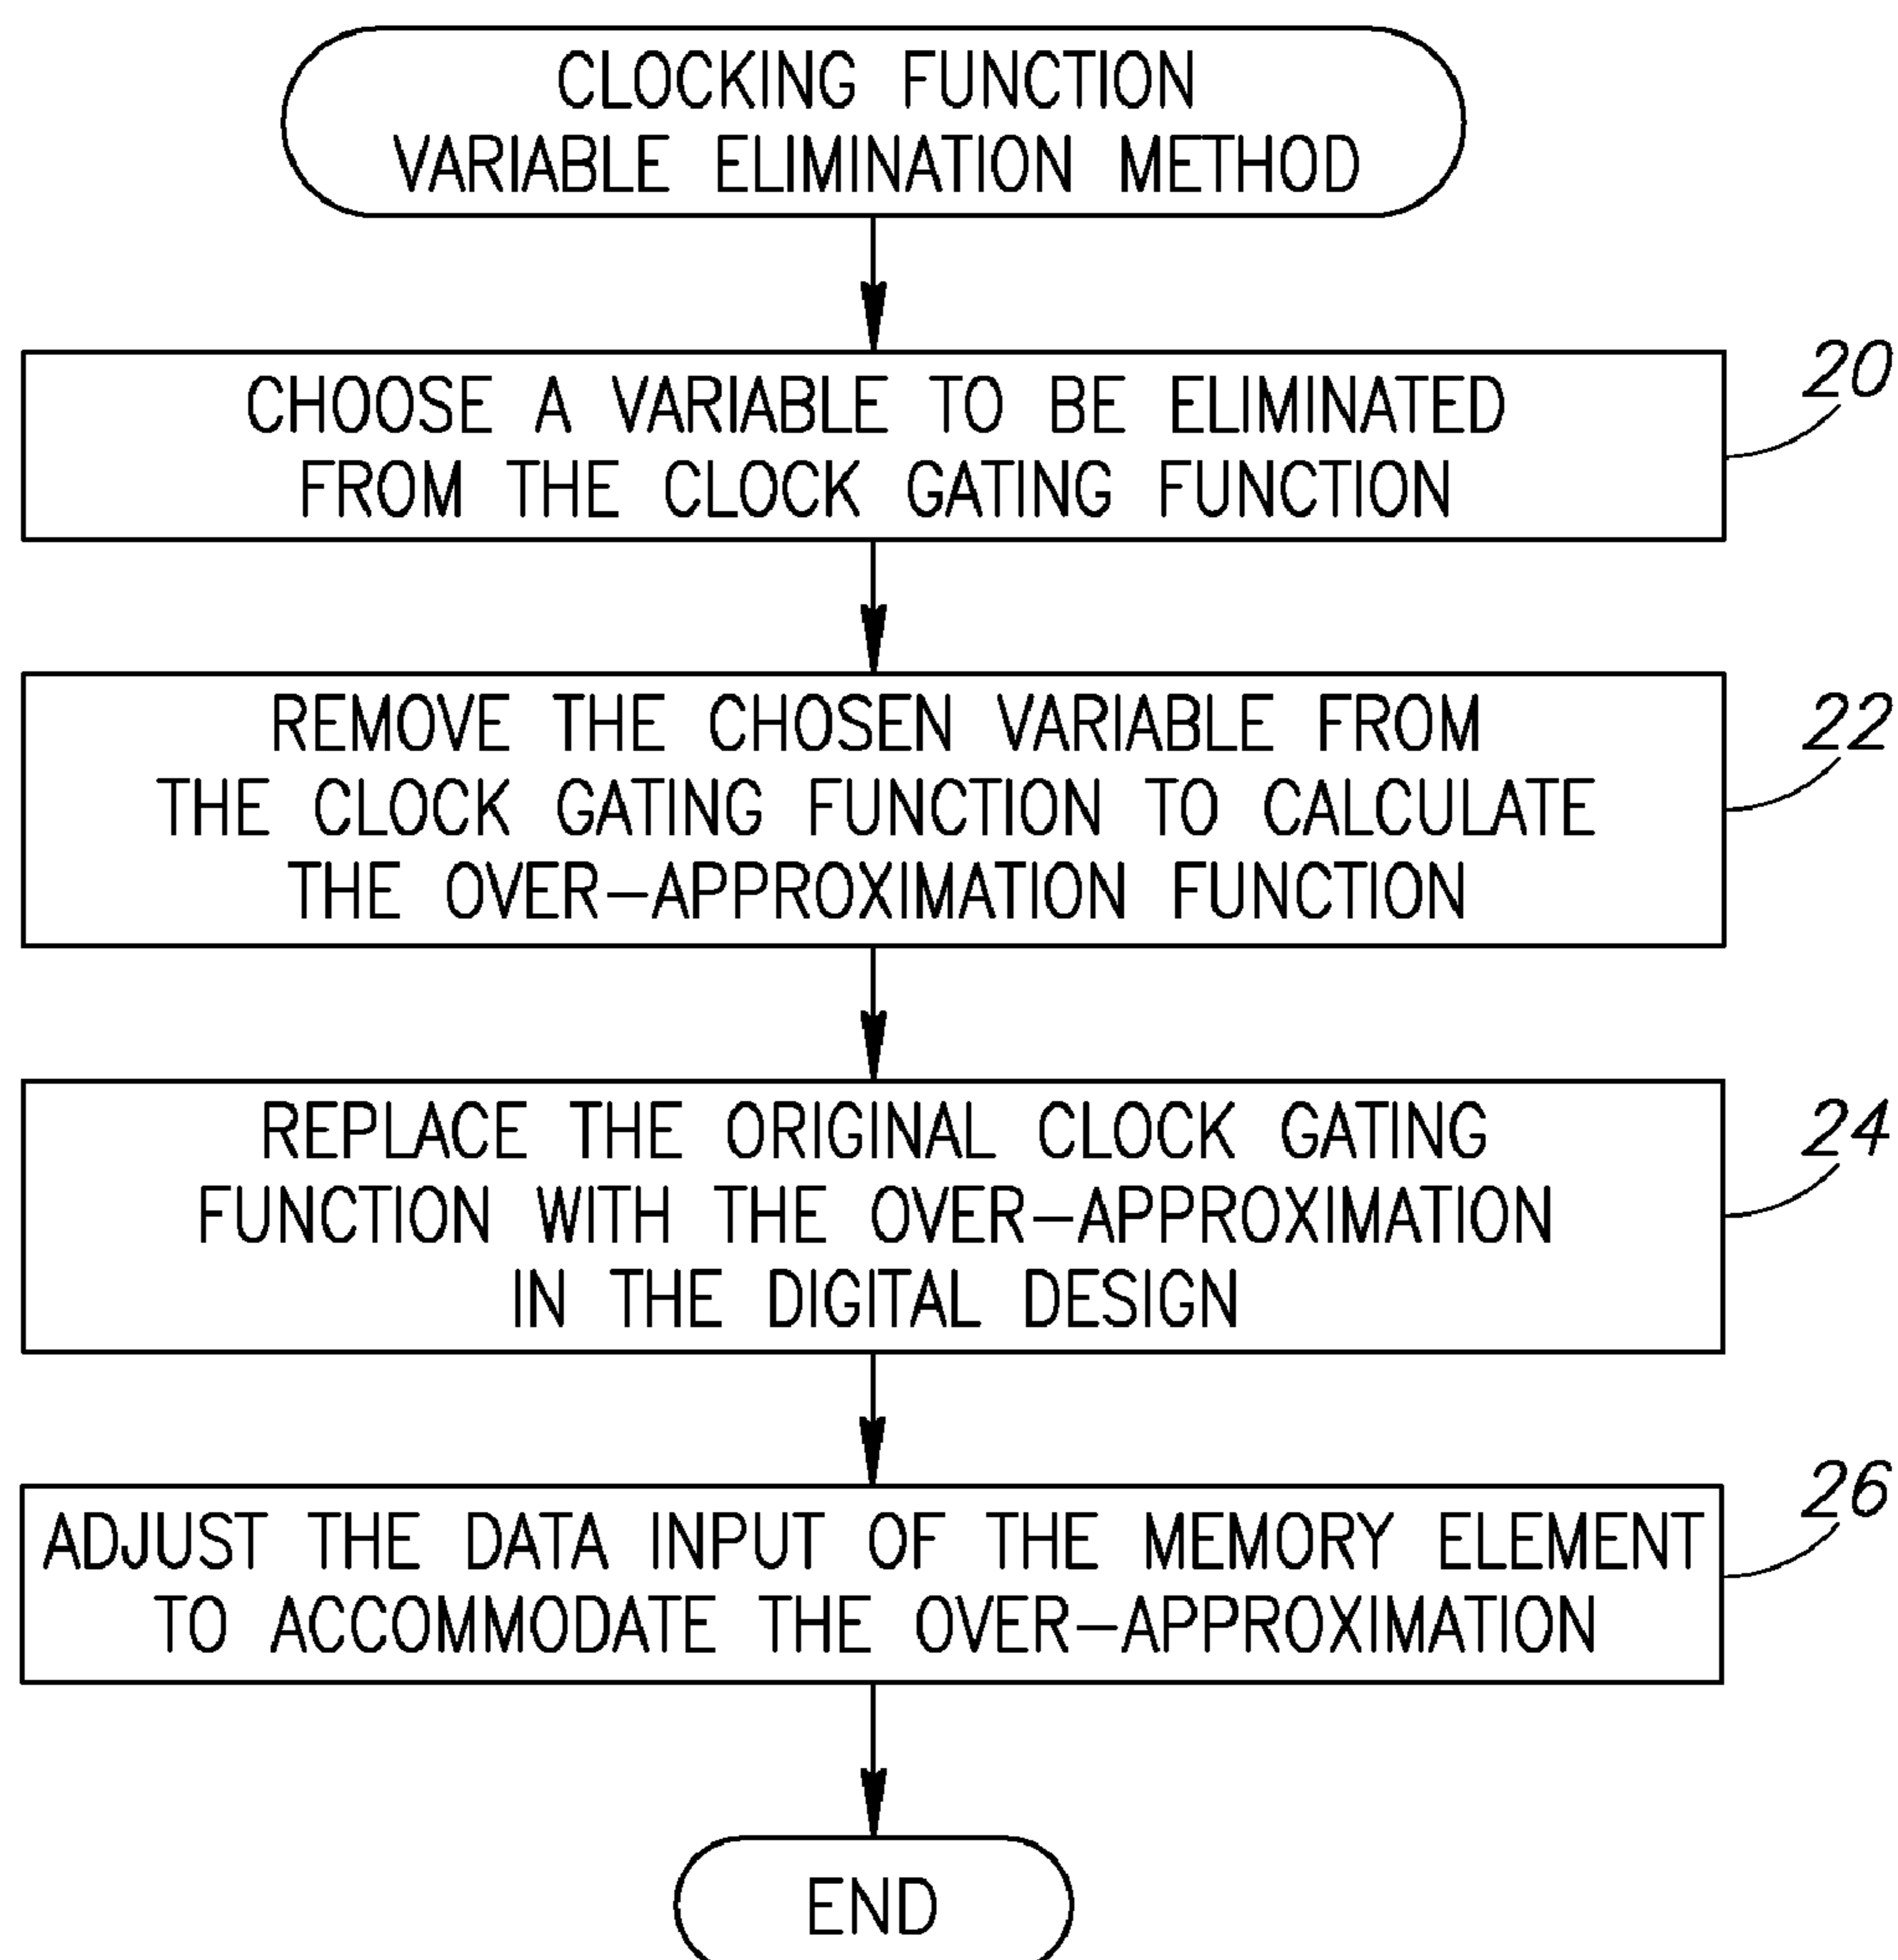 CLOCKING FUNCTION
VARIABLE ELIMINATION METHOD
CHOOSE A VARIABLE TO BE ELIMINATED
FROM THE CLOCK GATING FUNCTION
20
REMOVE THE CHOSEN VARIABLE FROM
THE CLOCK GATING FUNCTION TO CALCULATE
THE OVER-APPROXIMATION FUNCTION
22
REPLACE THE ORIGINAL CLOCK GATING
FUNCTION WITH THE OVER-APPROXIMATION
IN THE DIGITAL DESIGN
24
ADJUST THE DATA INPUT OF THE MEMORY ELEMENT
TO ACCOMMODATE THE OVER-APPROXIMATION
26
END